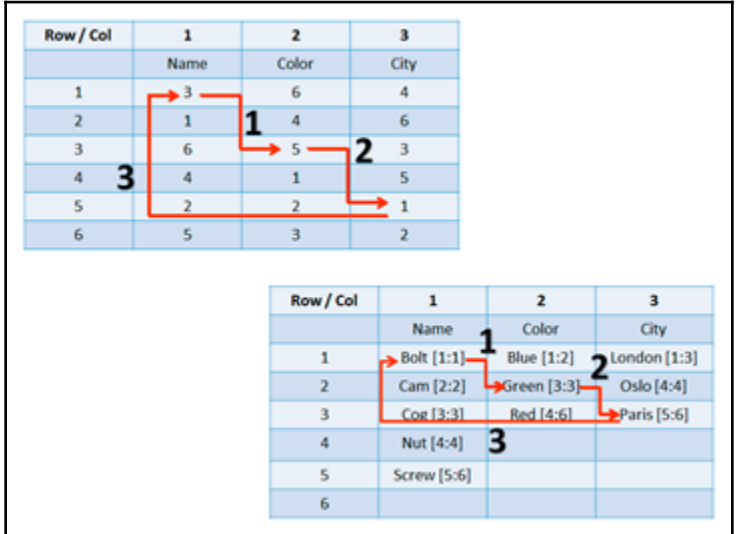 Row / Col 1 2 3
Name Color City
1 3 6 4
2 1 4 6
3 6 5 3
4 4 1 5
5 2 2 1
6 5 3 2
1
2
3
Row / Col 1 2 3
Name Color City
1 Bolt [1:1] Blue [1:2] London [1:3]
2 Cam [2:2] Green [3:3] Oslo [4:4]
3 Cog [3:3] Red [4:6] Paris [5:6]
4 Nut [4:4]
5 Screw [5:6]
6
1
2
3